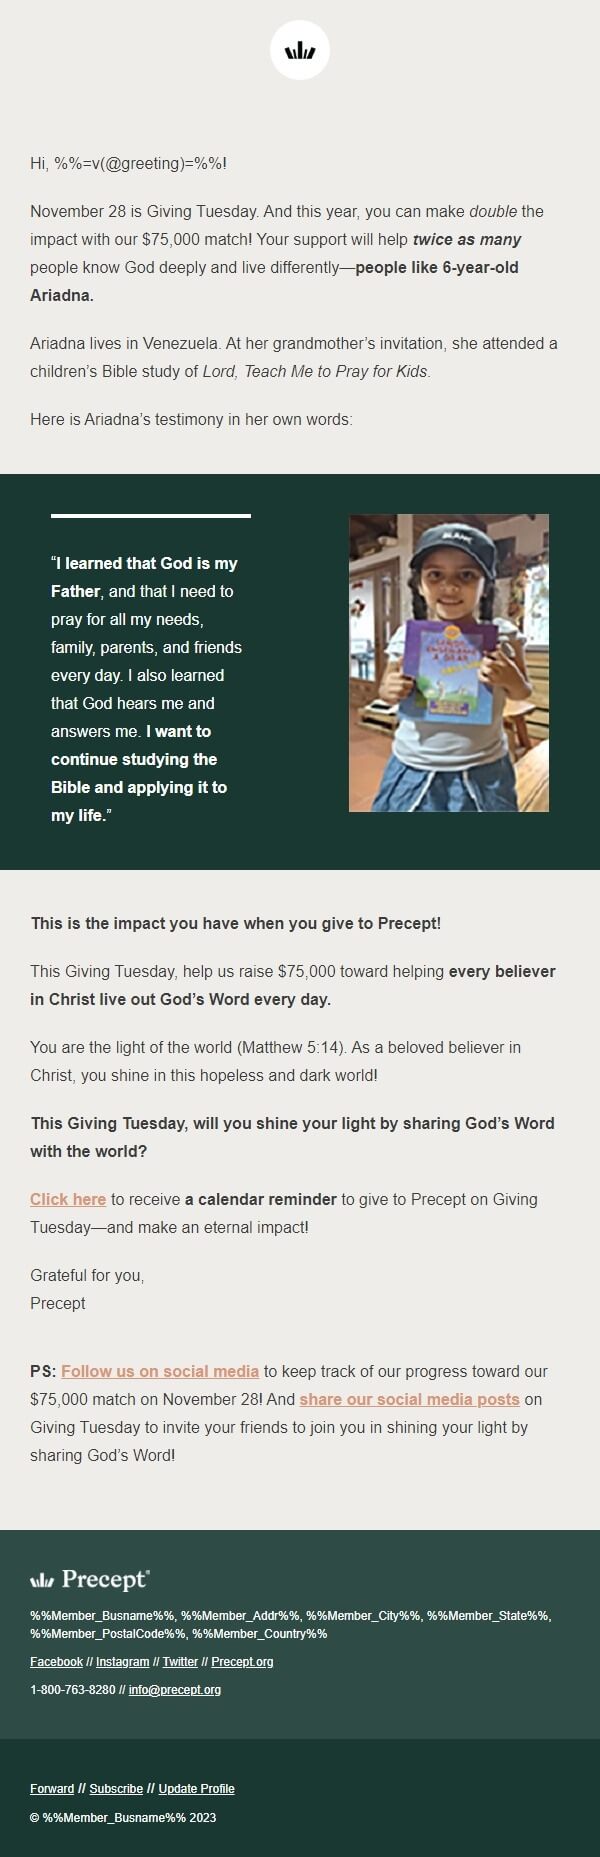 Hi, %%=v(@greeting)=%%!
November 28 is Giving Tuesday. And this year, you can make double the
impact with our $75,000 match! Your support will help twice as many
people know God deeply and live differently—people like 6-year-old
Ariadna.
Ariadna lives in Venezuela. At her grandmother’s invitation, she attended a
children’s Bible study of Lord, Teach Me to Pray for Kids.
Here is Ariadna’s testimony in her own words:
“I learned that God is my
Father, and that I need to
pray for all my needs,
family, parents, and friends
every day. I also learned
that God hears me and
answers me. I want to
continue studying the
Bible and applying it to
my life.”
This is the impact you have when you give to Precept!
This Giving Tuesday, help us raise $75,000 toward helping every believer
in Christ live out God’s Word every day.
You are the light of the world (Matthew 5:14). As a beloved believer in
Christ, you shine in this hopeless and dark world!
This Giving Tuesday, will you shine your light by sharing God’s Word
with the world?
Click here to receive a calendar reminder to give to Precept on Giving
Tuesday—and make an eternal impact!
Grateful for you,
Precept
PS: Follow us on social media to keep track of our progress toward our
$75,000 match on November 28! And share our social media posts on
Giving Tuesday to invite your friends to join you in shining your light by
sharing God’s Word!
Precept®
%%Member_Busname%%, %%Member_Addr%%, %%Member_City%%, %%Member_State%%,
%%Member_PostalCode%%, %%Member_Country%%
Facebook // Instagram // Twitter // Precept.org
1-800-763-8280 // info@precept.org
Forward // Subscribe // Update Profile
© %%Member_Busname%% 2023